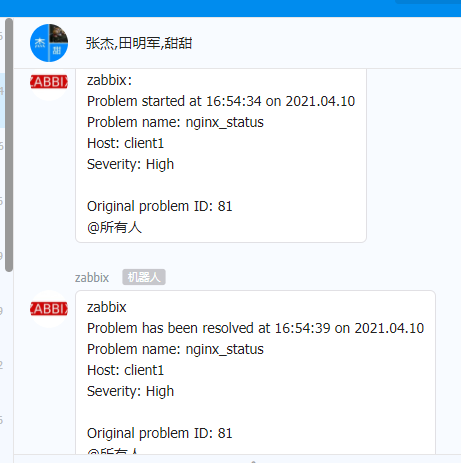 杰
甜
张杰,田明军,甜甜
ZABBIX
zabbix:
Problem started at 16:54:34 on 2021.04.10
Problem name: nginx_status
Host: client1
Severity: High
Original problem ID: 81
@所有人
zabbix 机器人
ZABBIX
zabbix
Problem has been resolved at 16:54:39 on 2021.04.10
Problem name: nginx_status
Host: client1
Severity: High
Original problem ID: 81
@所有人